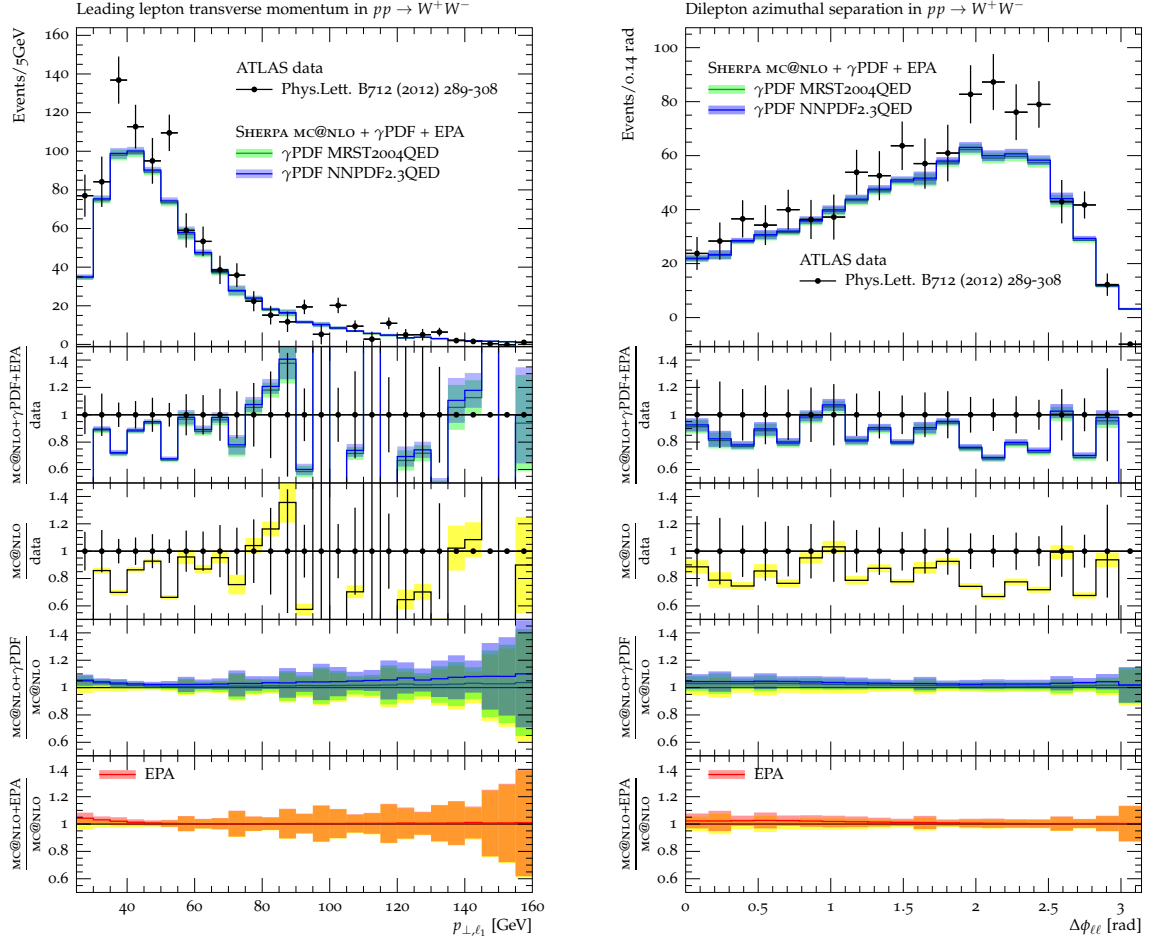 Leading lepton transverse momentum in pp → W⁺W⁻
Events/5GeV
160
140
120
100
80
60
40
20
0
ATLAS data
Phys.Lett. B712 (2012) 289-308
SHERPA MC@NLO + γPDF + EPA
γPDF MRST2004QED
γPDF NNPDF2.3QED
MC@NLO+γPDF+EPA
data
1.4
1.2
1
0.8
0.6
MC@NLO
data
1.4
1.2
1
0.8
0.6
MC@NLO+γPDF
MC@NLO
1.4
1.2
1
0.8
0.6
MC@NLO+EPA
MC@NLO
EPA
1.4
1.2
1
0.8
0.6
40 60 80 100 120 140 160
p⊥,ℓ₁ [GeV]
Dilepton azimuthal separation in pp → W⁺W⁻
Events/0.14 rad
100
80
60
40
20
0
SHERPA MC@NLO + γPDF + EPA
γPDF MRST2004QED
γPDF NNPDF2.3QED
ATLAS data
Phys.Lett. B712 (2012) 289-308
MC@NLO+γPDF+EPA
data
1.4
1.2
1
0.8
0.6
MC@NLO
data
1.4
1.2
1
0.8
0.6
MC@NLO+γPDF
MC@NLO
1.4
1.2
1
0.8
0.6
MC@NLO+EPA
MC@NLO
EPA
1.4
1.2
1
0.8
0.6
0 0.5 1 1.5 2 2.5 3
Δϕℓℓ [rad]